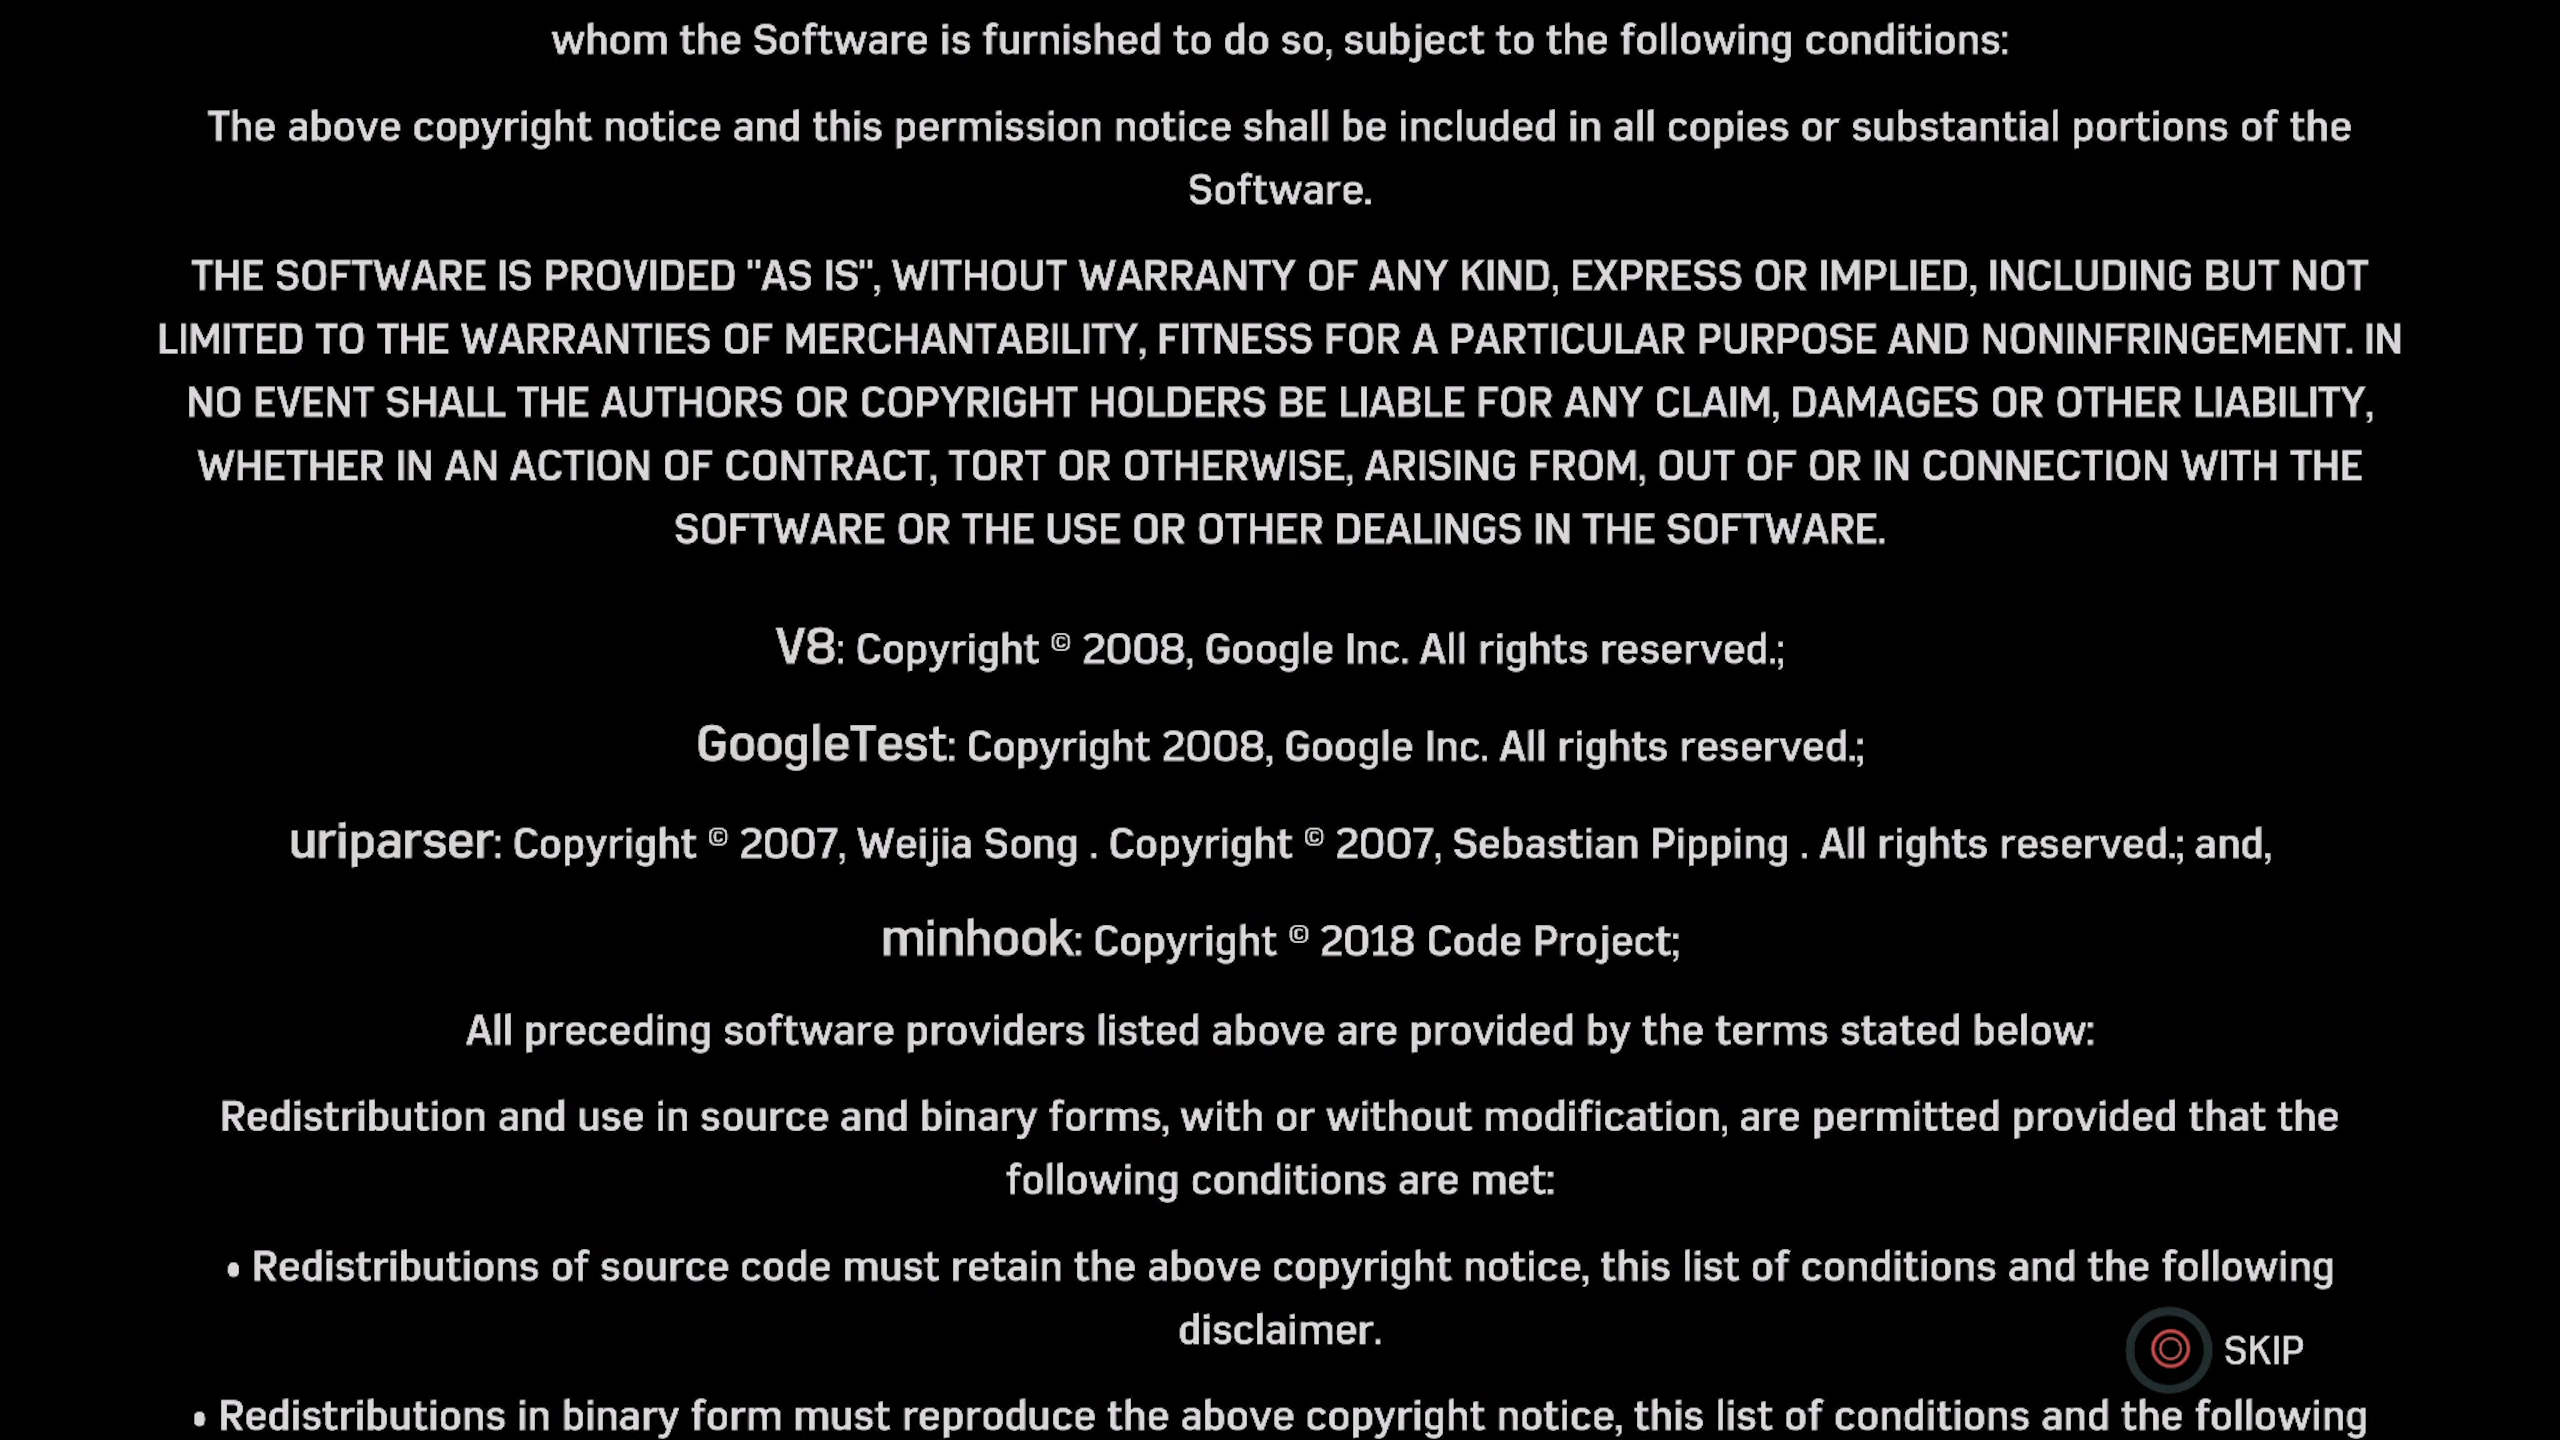 whom the Software is furnished to do so, subject to the following conditions:
The above copyright notice and this permission notice shall be included in all copies or substantial portions of the
Software.
THE SOFTWARE IS PROVIDED "AS IS", WITHOUT WARRANTY OF ANY KIND, EXPRESS OR IMPLIED, INCLUDING BUT NOT
LIMITED TO THE WARRANTIES OF MERCHANTABILITY, FITNESS FOR A PARTICULAR PURPOSE AND NONINFRINGEMENT. IN
NO EVENT SHALL THE AUTHORS OR COPYRIGHT HOLDERS BE LIABLE FOR ANY CLAIM, DAMAGES OR OTHER LIABILITY,
WHETHER IN AN ACTION OF CONTRACT, TORT OR OTHERWISE, ARISING FROM, OUT OF OR IN CONNECTION WITH THE
SOFTWARE OR THE USE OR OTHER DEALINGS IN THE SOFTWARE.
V8: Copyright © 2008, Google Inc. All rights reserved.;
GoogleTest: Copyright 2008, Google Inc. All rights reserved.;
uriparser: Copyright © 2007, Weijia Song . Copyright © 2007, Sebastian Pipping . All rights reserved.; and,
minhook: Copyright © 2018 Code Project;
All preceding software providers listed above are provided by the terms stated below:
Redistribution and use in source and binary forms, with or without modification, are permitted provided that the
following conditions are met:
• Redistributions of source code must retain the above copyright notice, this list of conditions and the following
disclaimer.
SKIP
• Redistributions in binary form must reproduce the above copyright notice, this list of conditions and the following